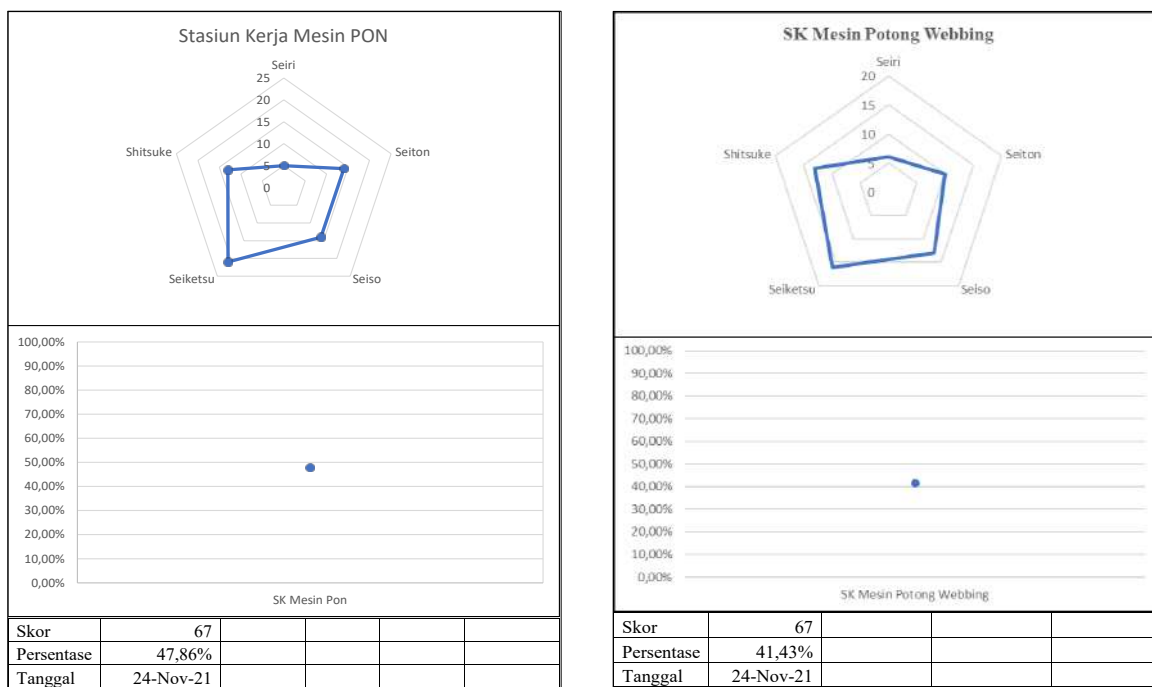 Stasiun Kerja Mesin PON
Seiri
25
20
15
10
5
0
Seiton
Seiso
Seiketsu
Shitsuke
100,00%
90,00%
80,00%
70,00%
60,00%
50,00%
40,00%
30,00%
20,00%
10,00%
0,00%
SK Mesin Pon
Skor 67
Persentase 47,86%
Tanggal 24-Nov-21
SK Mesin Potong Webbing
Seiri
20
15
10
5
0
Seiton
Seiso
Seiketsu
Shitsuke
100,00%
90,00%
80,00%
70,00%
60,00%
50,00%
40,00%
30,00%
20,00%
10,00%
0,00%
SK Mesin Potong Webbing
Skor 67
Persentase 41,43%
Tanggal 24-Nov-21